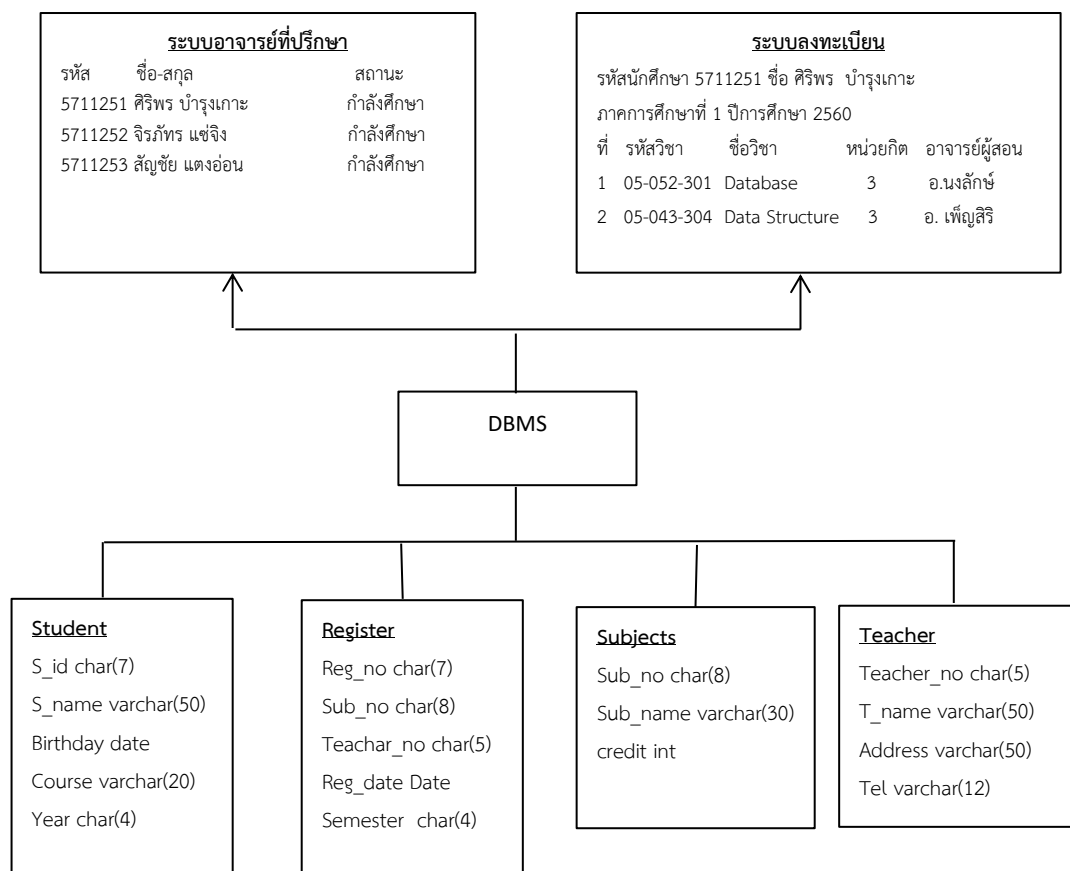 ระบบอาจารย์ที่ปรึกษา
รหัส ชื่อ-สกุล สถานะ
5711251 ศิริพร บำรุงเกาะ กำลังศึกษา
5711252 จิรภัทร แซ่จิง กำลังศึกษา
5711253 สัญชัย แตงอ่อน กำลังศึกษา
ระบบลงทะเบียน
รหัสนักศึกษา 5711251 ชื่อ ศิริพร บำรุงเกาะ
ภาคการศึกษาที่ 1 ปีการศึกษา 2560
ที่ รหัสวิชา ชื่อวิชา หน่วยกิต อาจารย์ผู้สอน
1 05-052-301 Database 3 อ.นงลักษ์
2 05-043-304 Data Structure 3 อ. เพ็ญสิริ
DBMS
Student
S_id char(7)
S_name varchar(50)
Birthday date
Course varchar(20)
Year char(4)
Register
Reg_no char(7)
Sub_no char(8)
Teachar_no char(5)
Reg_date Date
Semester char(4)
Subjects
Sub_no char(8)
Sub_name varchar(30)
credit int
Teacher
Teacher_no char(5)
T_name varchar(50)
Address varchar(50)
Tel varchar(12)